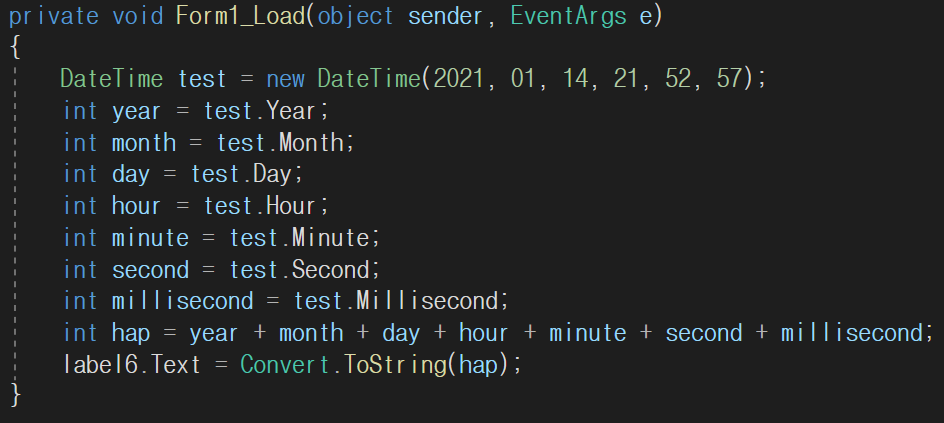 private void Form1_Load(object sender, EventArgs e)
{
DateTime test = new DateTime(2021, 01, 14, 21, 52, 57);
int year = test.Year;
int month = test.Month;
int day = test.Day;
int hour = test.Hour;
int minute = test.Minute;
int second = test.Second;
int millisecond = test.Millisecond;
int hap = year + month + day + hour + minute + second + millisecond;
label6.Text = Convert.ToString(hap);
}